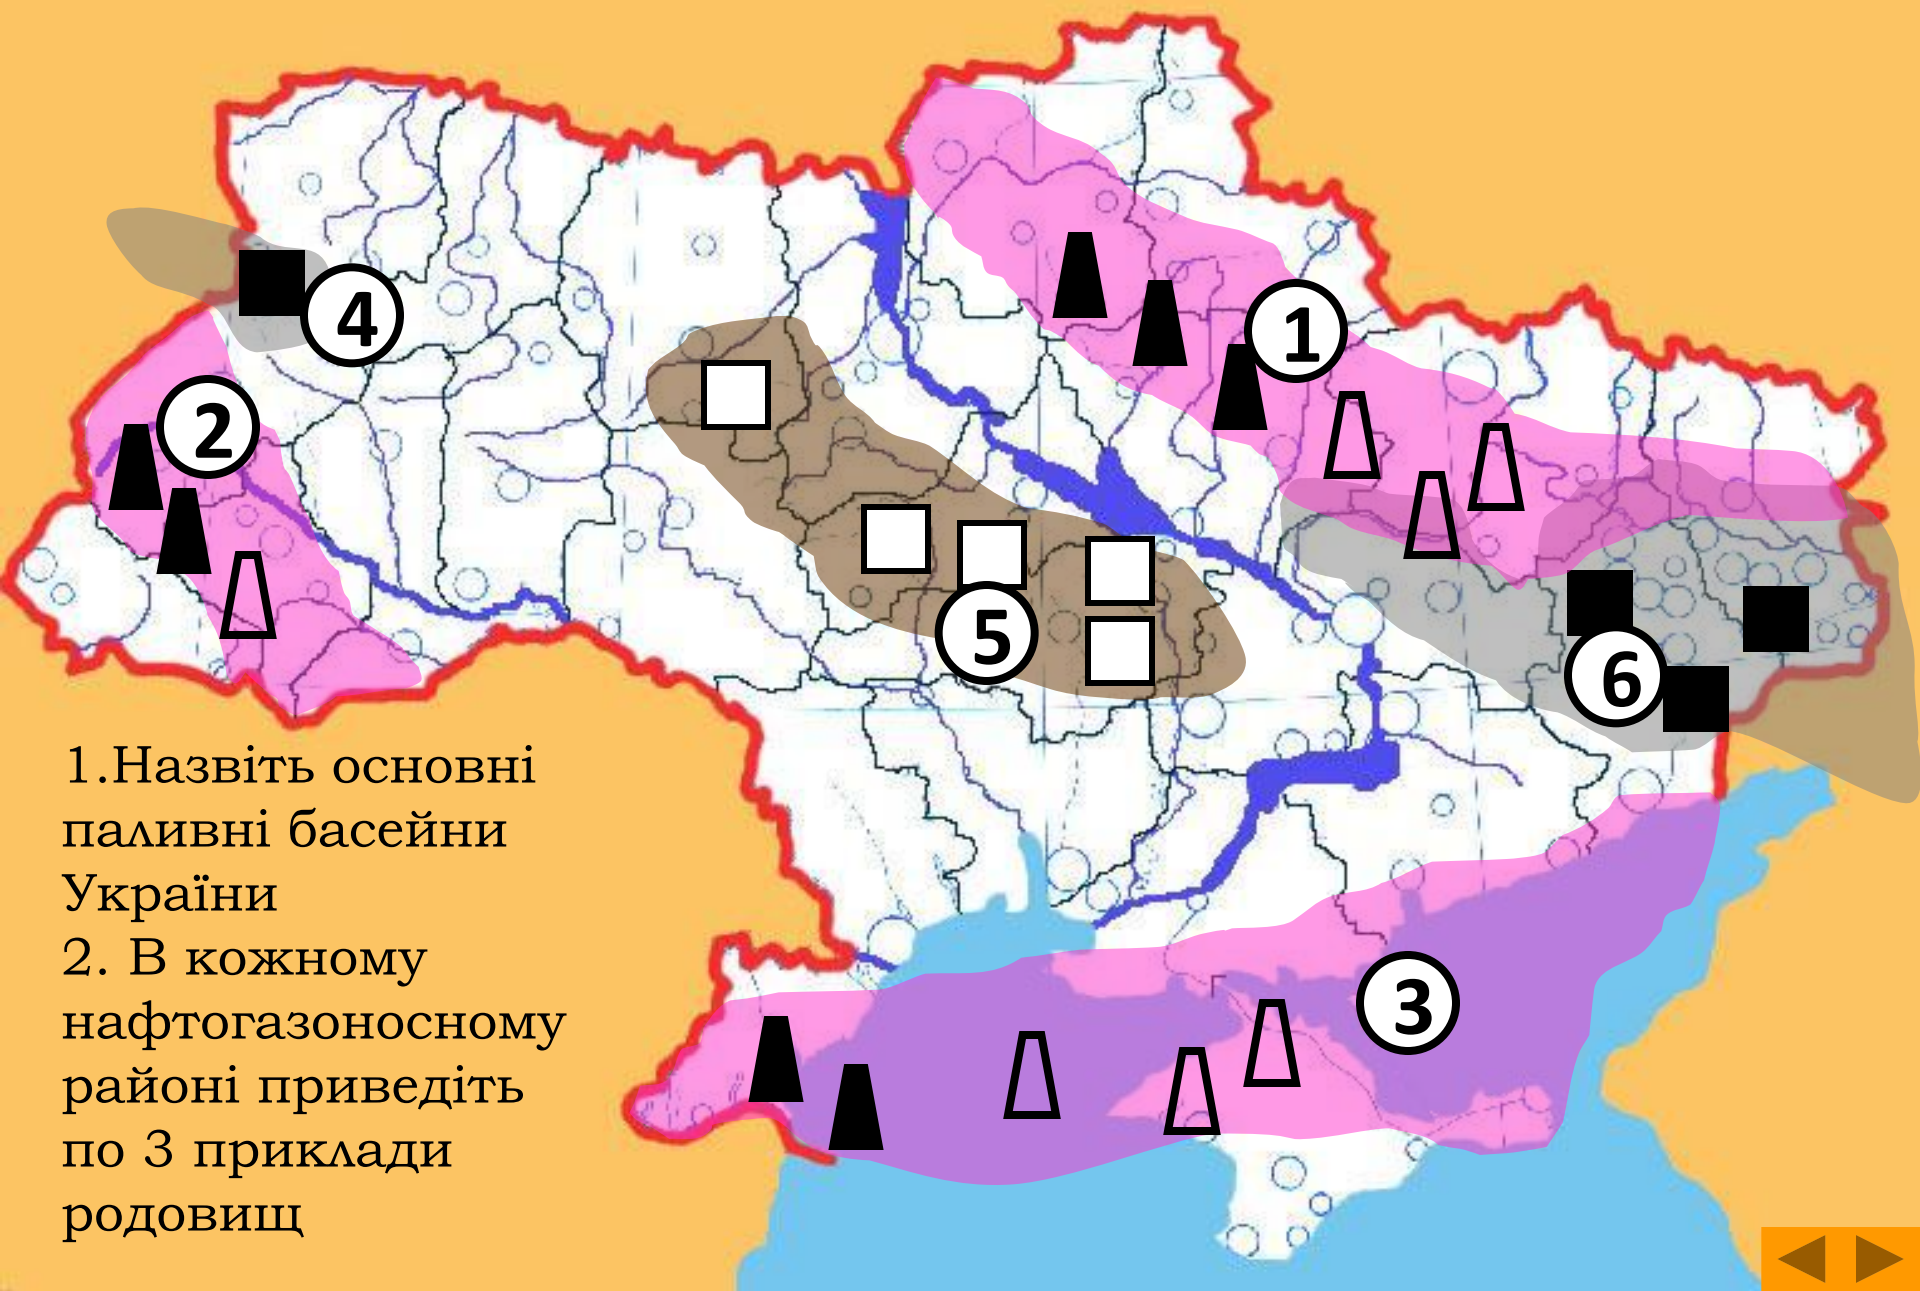 1
4
2
5
6
3
1.Назвіть основні
паливні басейни
України
2. В кожному
нафтогазоносному
районі приведіть
по 3 приклади
родовищ